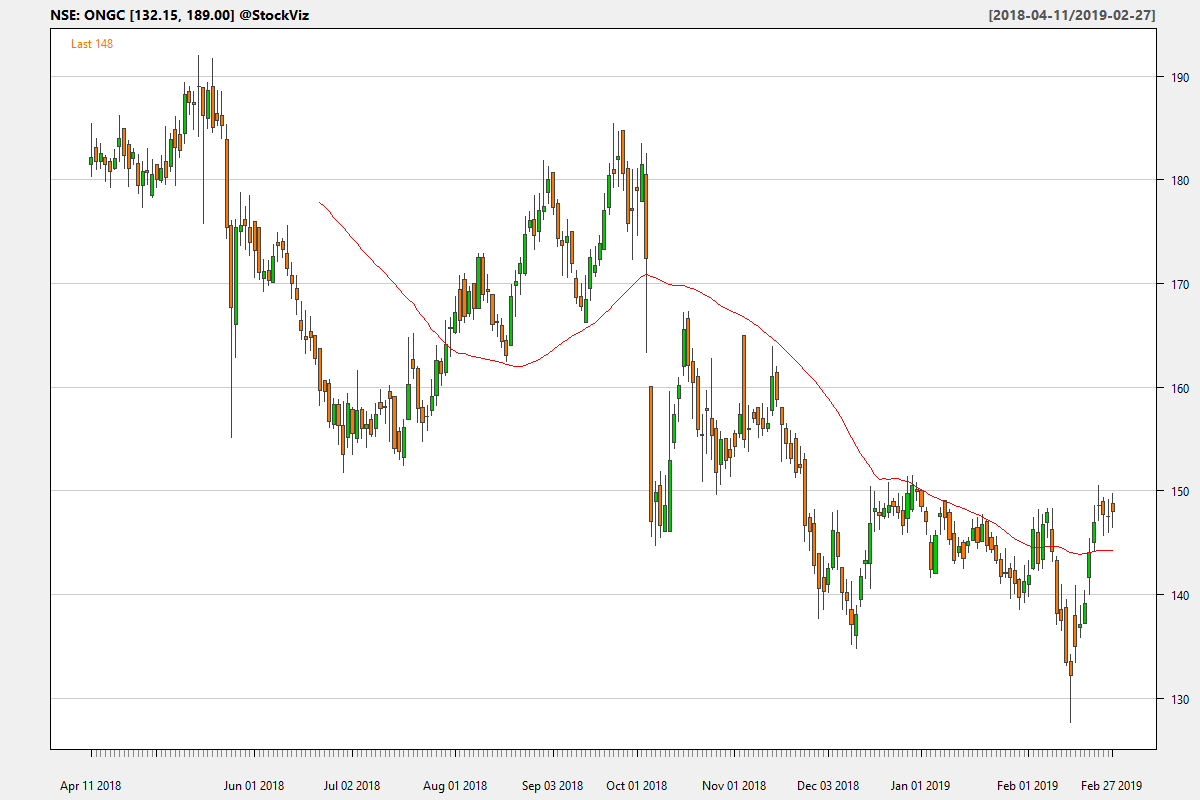 NSE: ONGC [132.15, 189.00] @StockViz [2018-04-11/2019-02-27]
Last 148
190
180
170
160
150
140
130
Apr 11 2018 Jun 01 2018 Jul 02 2018 Aug 01 2018 Sep 03 2018 Oct 01 2018 Nov 01 2018 Dec 03 2018 Jan 01 2019 Feb 01 2019 Feb 27 2019